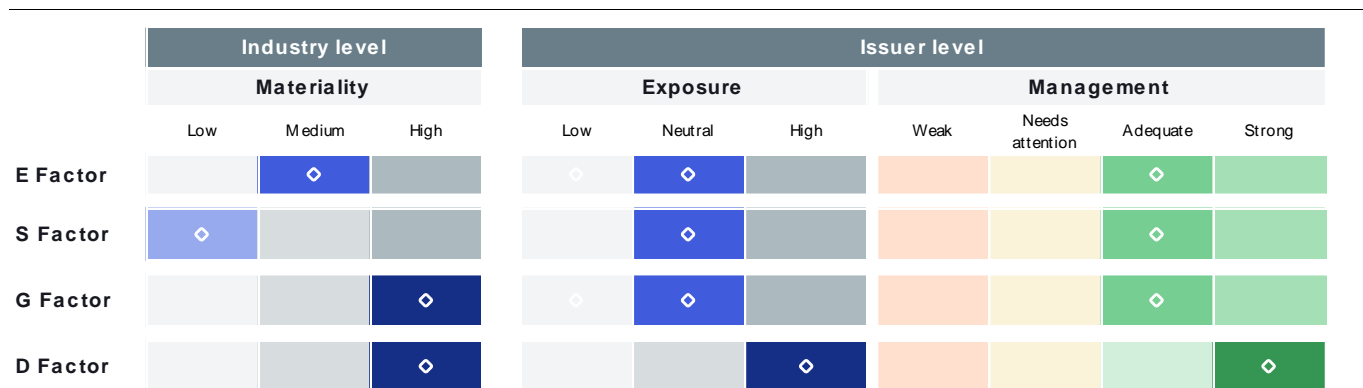 Industry level Issuer level
Materiality Exposure Management
Low Medium High Low Neutral High Weak Needs attention Adequate Strong
E Factor
S Factor
G Factor
D Factor